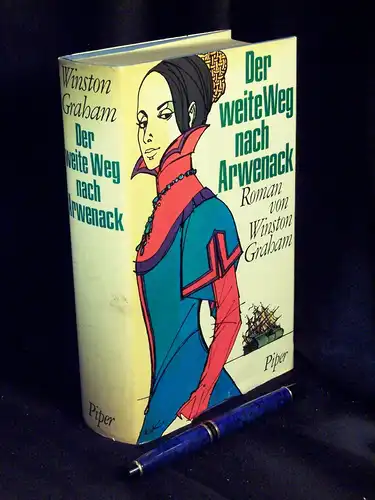 Winston
Graham
Der
weite Weg
nach
Arwenack
Piper
Der
weite Weg
nach
Arwenack
Roman von
Winston
Graham
Piper